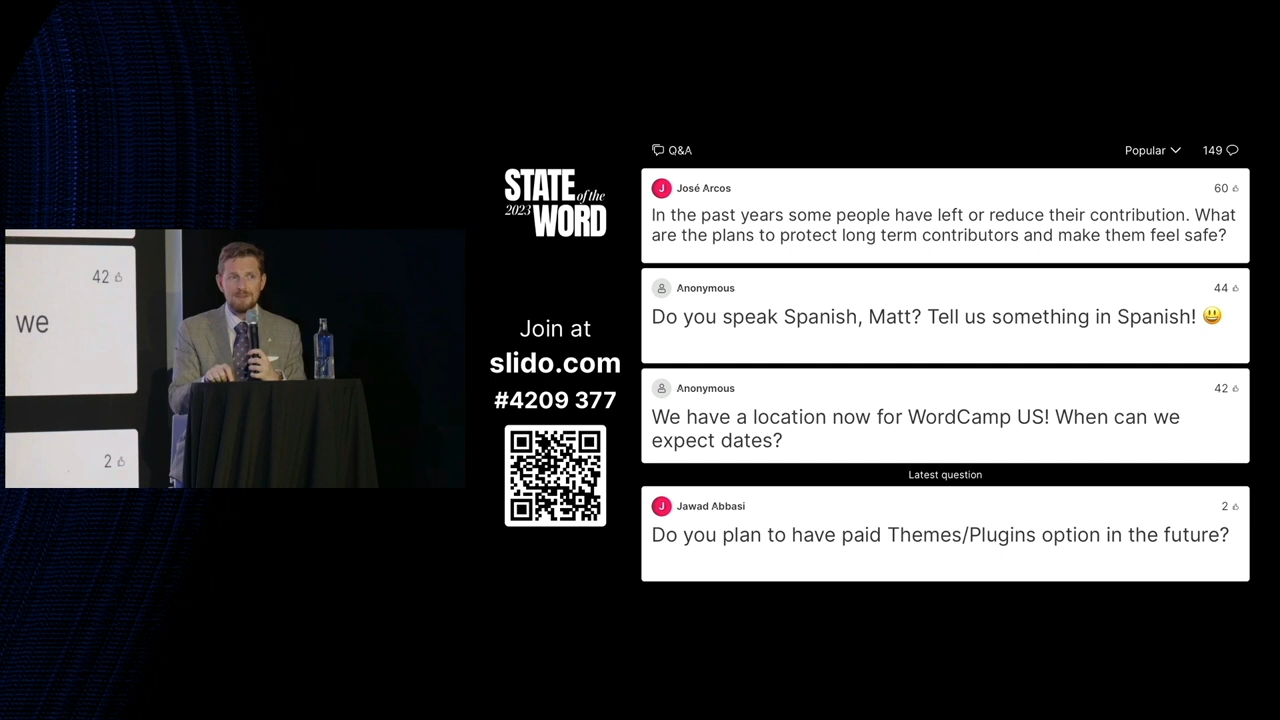 42
we
2
STATE of the
2023 WORD
Join at
slido.com
#4209 377
Q&A
Popular
149
J José Arcos
60
In the past years some people have left or reduce their contribution. What
are the plans to protect long term contributors and make them feel safe?
Anonymous
44
Do you speak Spanish, Matt? Tell us something in Spanish! 😃
Anonymous
42
We have a location now for WordCamp US! When can we
expect dates?
Latest question
J Jawad Abbasi
2
Do you plan to have paid Themes/Plugins option in the future?